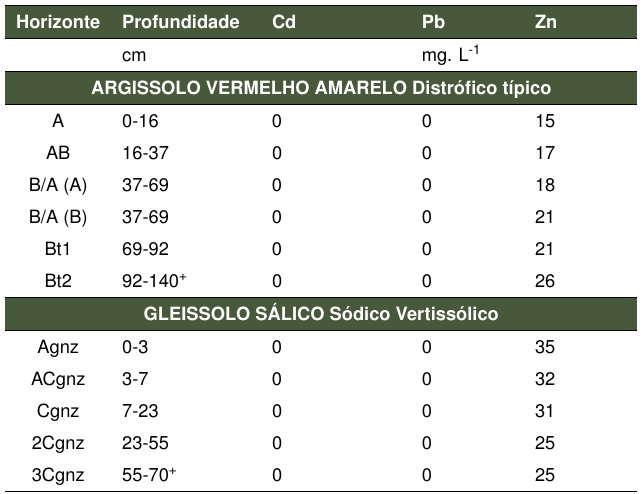 Horizonte Profundidade Cd Pb Zn
cm mg. L-1
ARGISSOLO VERMELHO AMARELO Distrófico típico
A 0-16 0 0 15
AB 16-37 0 0 17
B/A (A) 37-69 0 0 18
B/A (B) 37-69 0 0 21
Bt1 69-92 0 0 21
Bt2 92-140+ 0 0 26
GLEISSOLO SÁLICO Sódico Vertissólico
Agnz 0-3 0 0 35
ACgnz 3-7 0 0 32
Cgnz 7-23 0 0 31
2Cgnz 23-55 0 0 25
3Cgnz 55-70+ 0 0 25